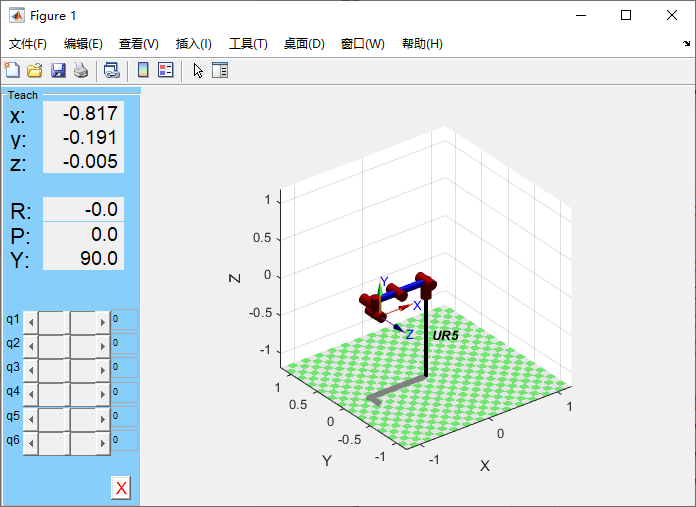 Figure 1
文件(F) 编辑(E) 查看(V) 插入(I) 工具(T) 桌面(D) 窗口(W) 帮助(H)
Teach
x: -0.817
y: -0.191
z: -0.005
R: -0.0
P: 0.0
Y: 90.0
q1 0
q2 0
q3 0
q4 0
q5 0
q6 0
X
1
0.5
0
-0.5
-1
Z
Y
X
Z
UR5
1
0.5
0
-0.5
-1
Y
-1
0
1
X